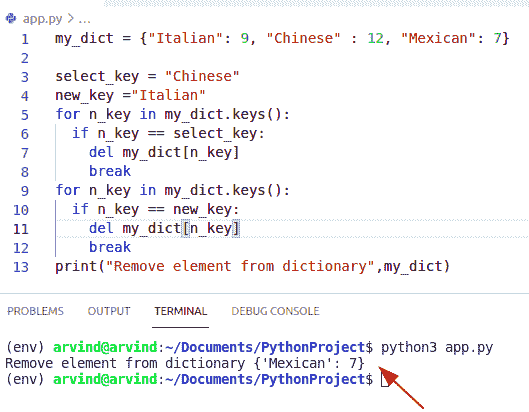 app.py > ...
1 my_dict = {"Italian": 9, "Chinese" : 12, "Mexican": 7}
2
3 select_key = "Chinese"
4 new_key ="Italian"
5 for n_key in my_dict.keys():
6   if n_key == select_key:
7     del my_dict[n_key]
8     break
9 for n_key in my_dict.keys():
10   if n_key == new_key:
11     del my_dict[n_key]
12     break
13 print("Remove element from dictionary",my_dict)
PROBLEMS OUTPUT TERMINAL DEBUG CONSOLE
(env) arvind@arvind:~/Documents/PythonProject$ python3 app.py
Remove element from dictionary {'Mexican': 7}
(env) arvind@arvind:~/Documents/PythonProject$